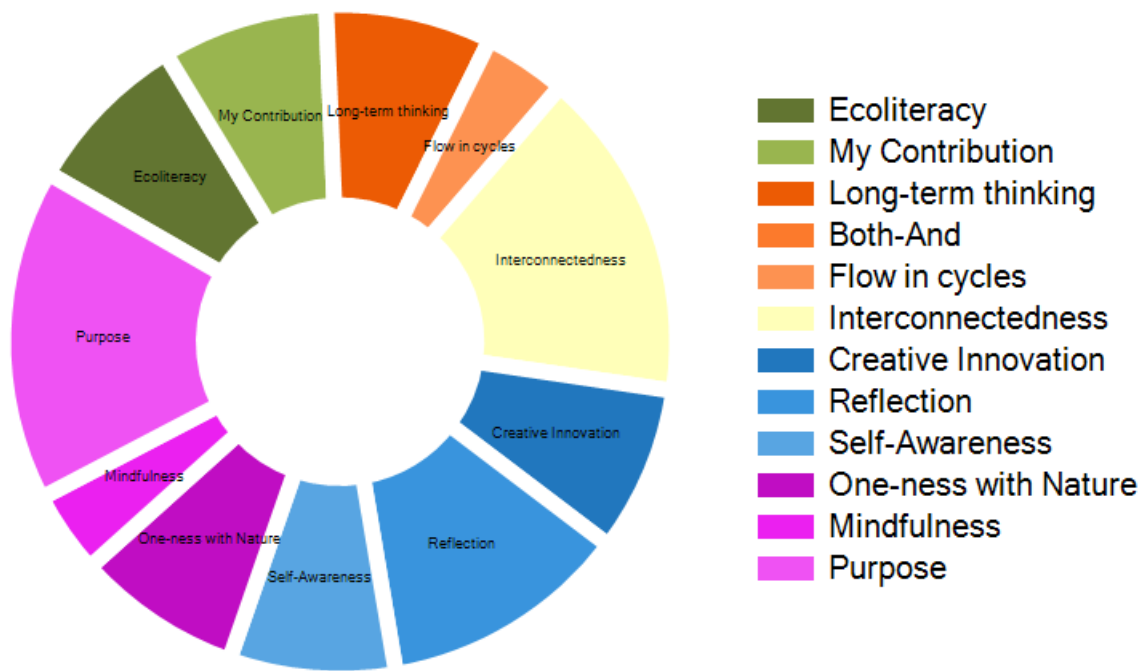 My Contribution
Long-term thinking
Flow in cycles
Ecoliteracy
Interconnectedness
Purpose
Creative Innovation
Mindfulness
One-ness with Nature
Reflection
Self-Awareness
Ecoliteracy
My Contribution
Long-term thinking
Both-And
Flow in cycles
Interconnectedness
Creative Innovation
Reflection
Self-Awareness
One-ness with Nature
Mindfulness
Purpose